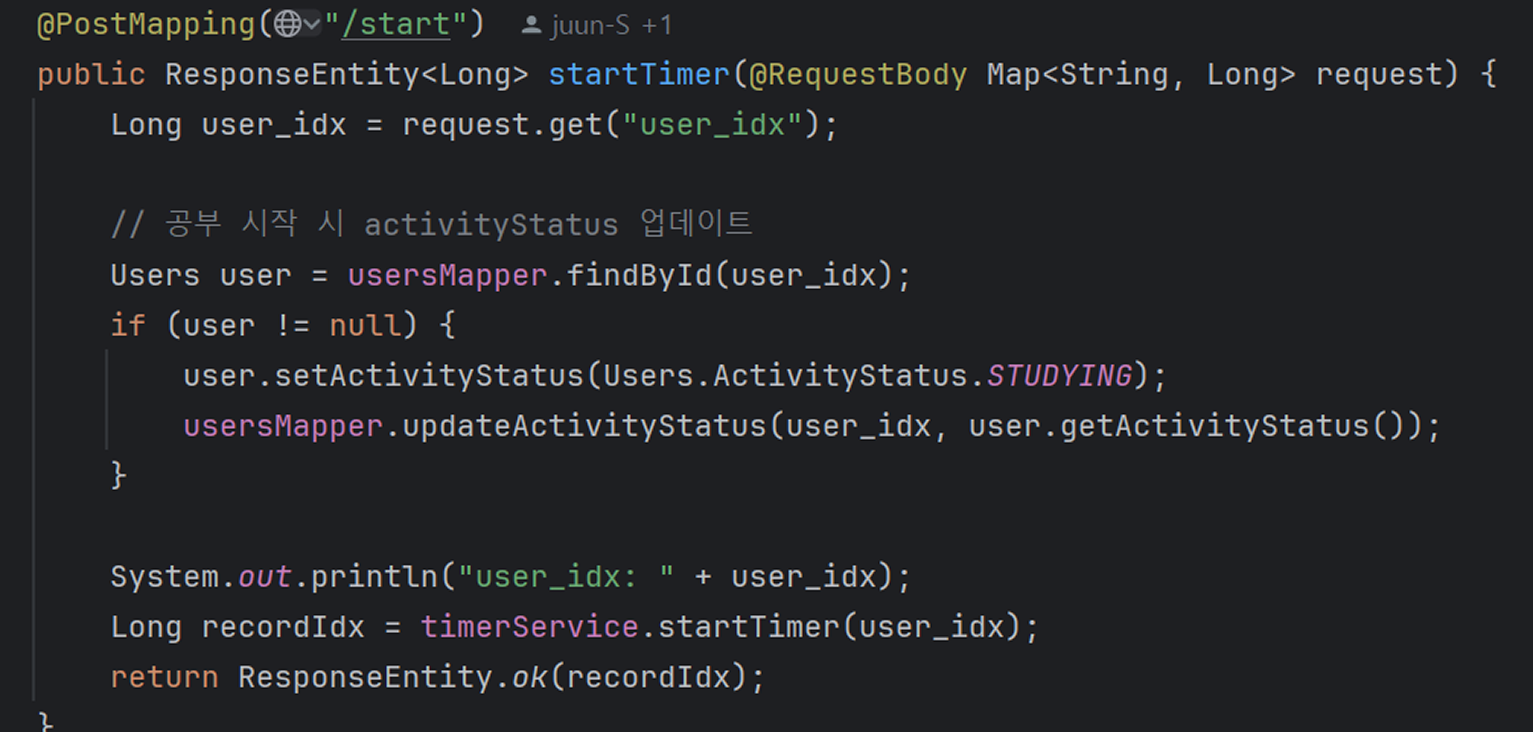 @PostMapping("/start") juun-S +1
public ResponseEntity<Long> startTimer(@RequestBody Map<String, Long> request) {
    Long user_idx = request.get("user_idx");
    // 공부 시작 시 activityStatus 업데이트
    Users user = usersMapper.findById(user_idx);
    if (user != null) {
        user.setActivityStatus(Users.ActivityStatus.STUDYING);
        usersMapper.updateActivityStatus(user_idx, user.getActivityStatus());
    }
    System.out.println("user_idx: " + user_idx);
    Long recordIdx = timerService.startTimer(user_idx);
    return ResponseEntity.ok(recordIdx);
}